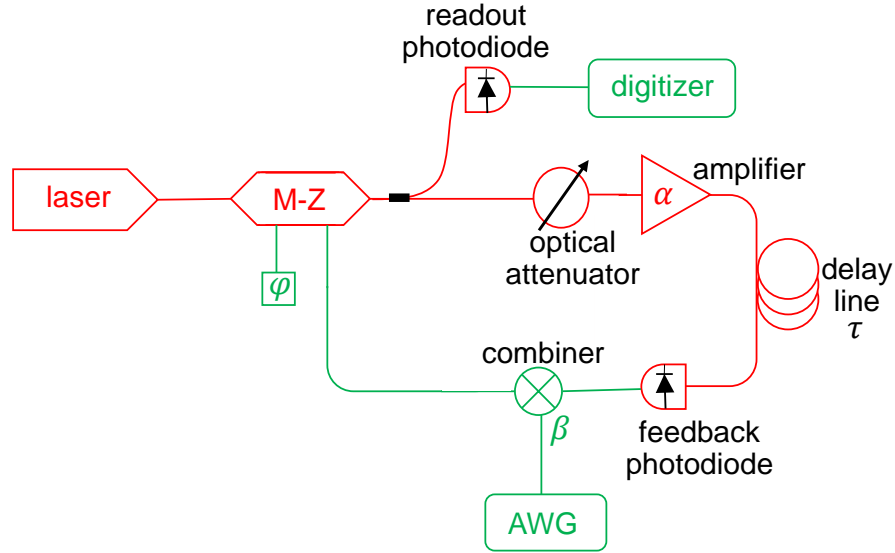 readout
photodiode
digitizer
laser
M-Z
optical
attenuator
α
amplifier
φ
delay
line
τ
combiner
β
feedback
photodiode
AWG